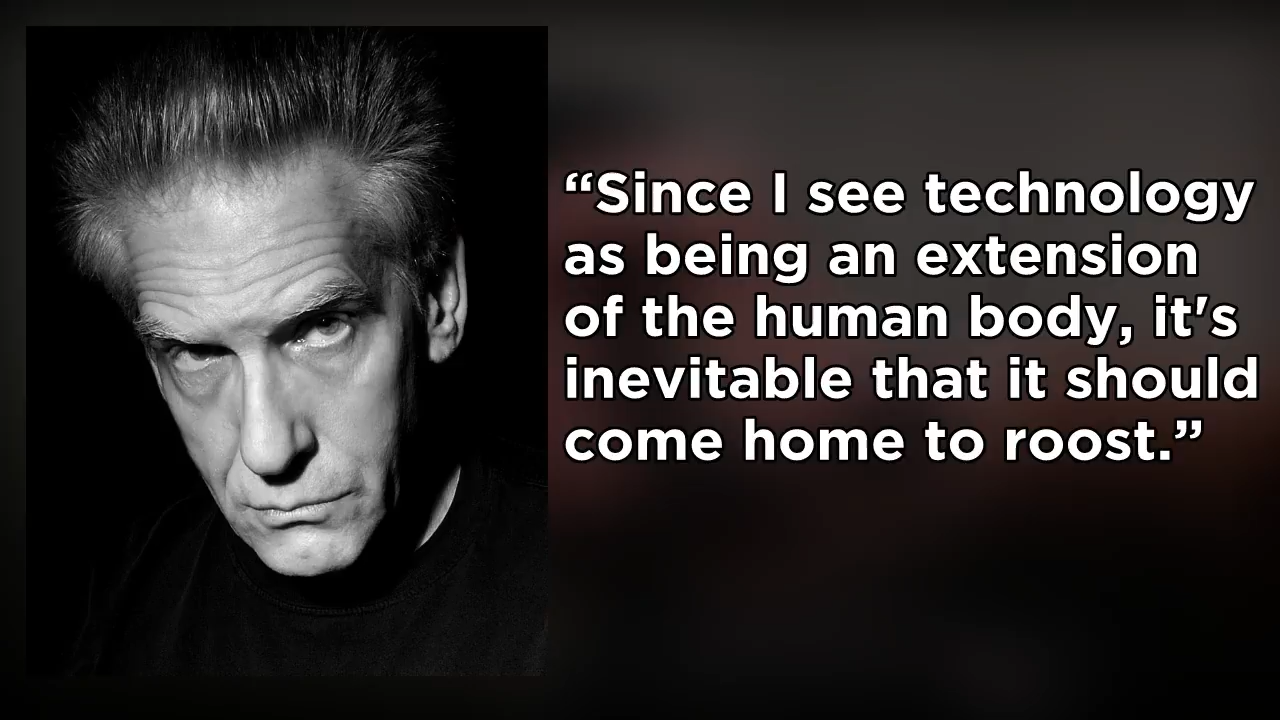 “Since I see technology
as being an extension
of the human body, it's
inevitable that it should
come home to roost.”